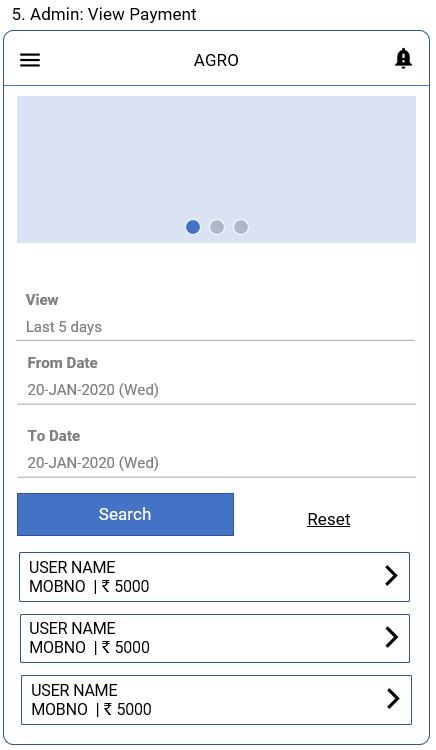 5. Admin: View Payment
AGRO
View
Last 5 days
From Date
20-JAN-2020 (Wed)
To Date
20-JAN-2020 (Wed)
Search
Reset
USER NAME
MOBNO | ₹ 5000
USER NAME
MOBNO | ₹ 5000
USER NAME
MOBNO | ₹ 5000